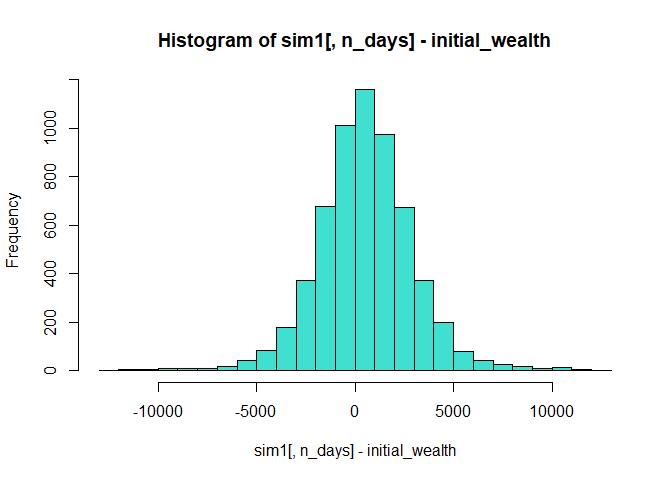 Histogram of sim1[, n_days] - initial_wealth
Frequency
1000
800
600
400
200
0
-10000 -5000 0 5000 10000
sim1[, n_days] - initial_wealth